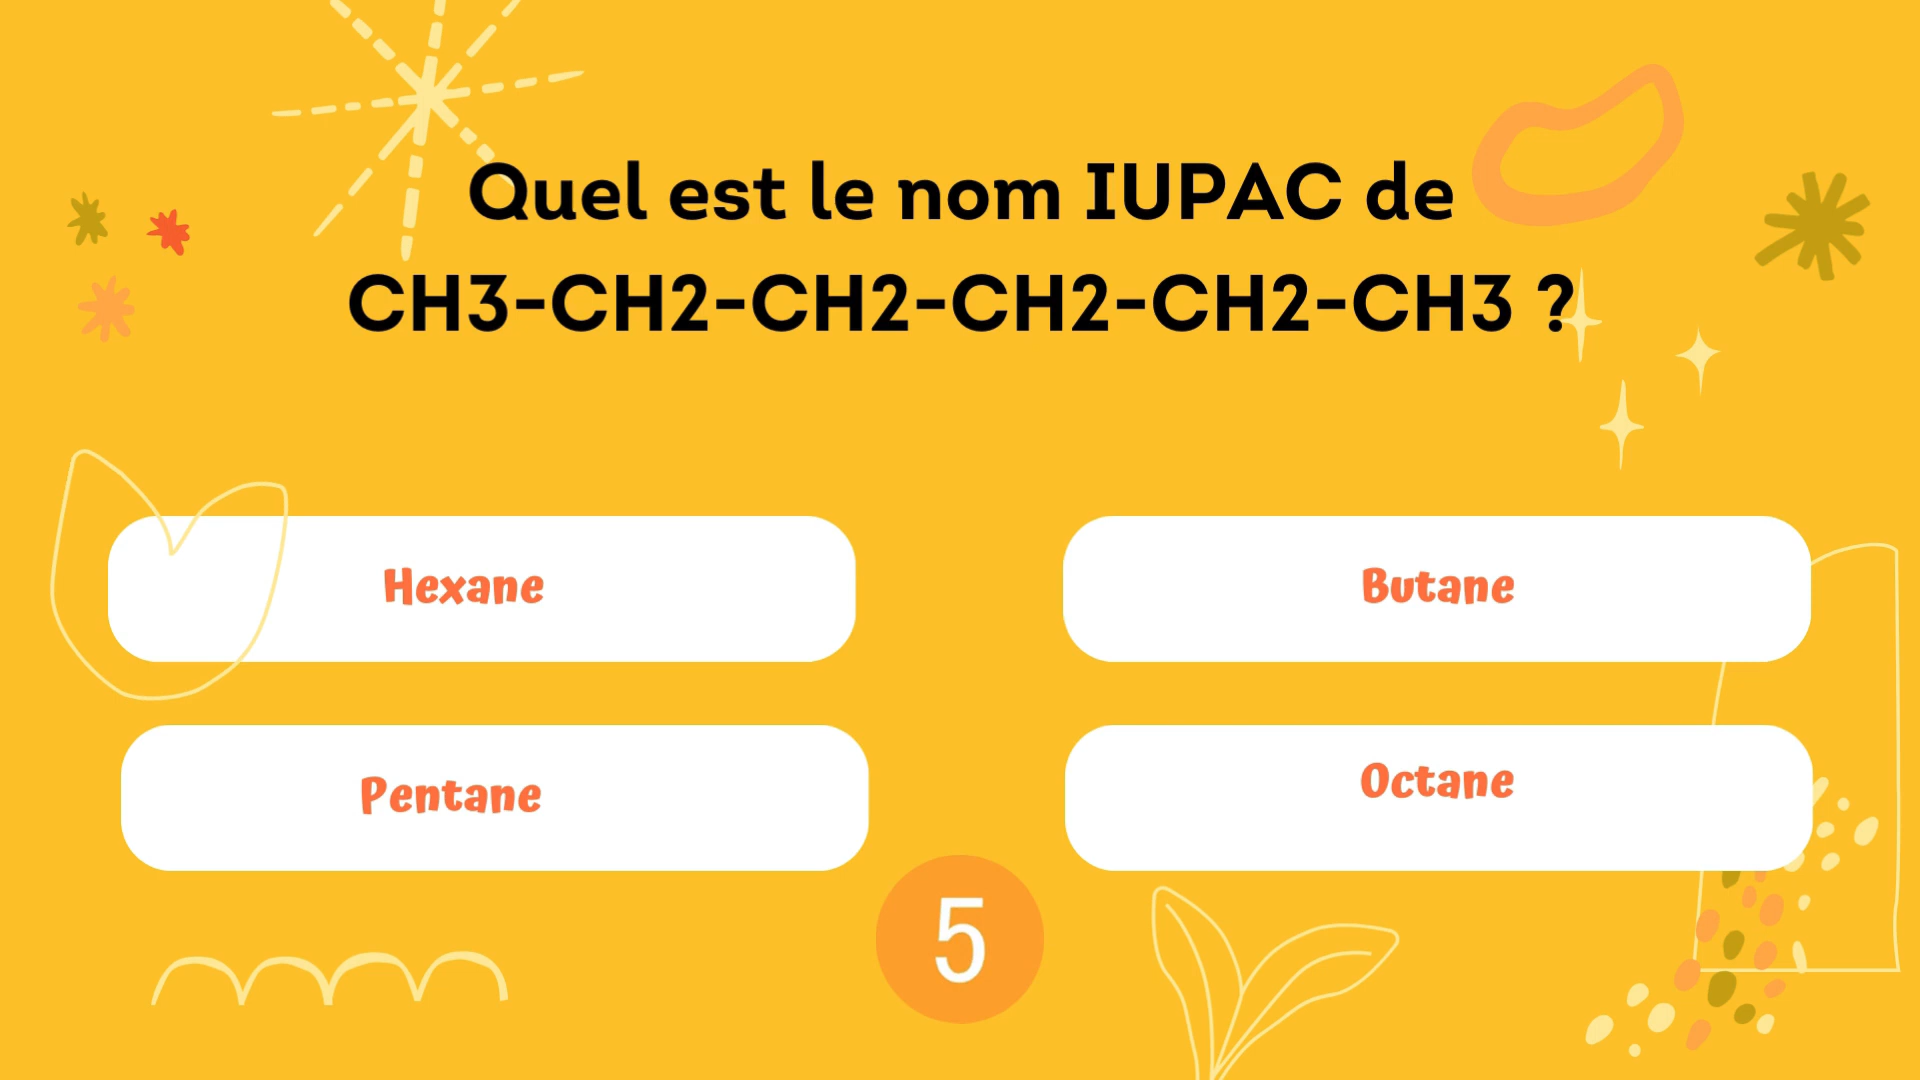 Quel est le nom IUPAC de
CH3-CH2-CH2-CH2-CH2-CH3 ?
Hexane
Butane
Pentane
Octane
5